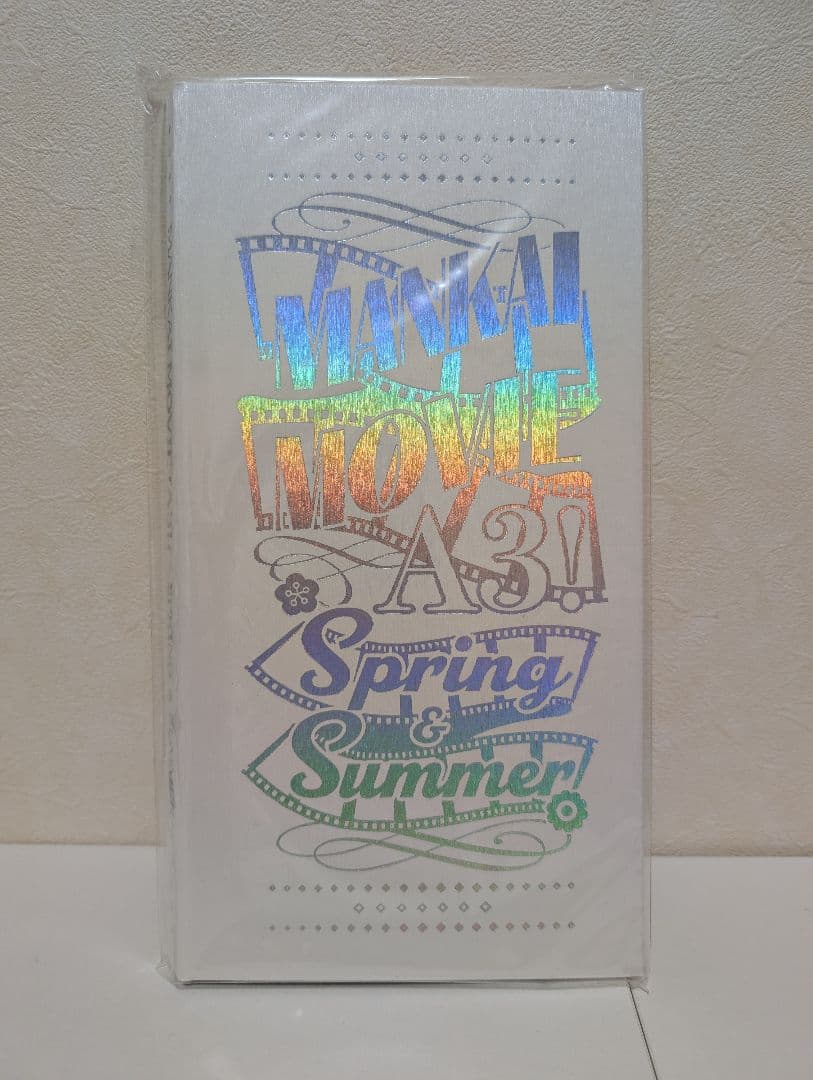 MANKAI
MOVIE
A3!
Spring
&
Summer